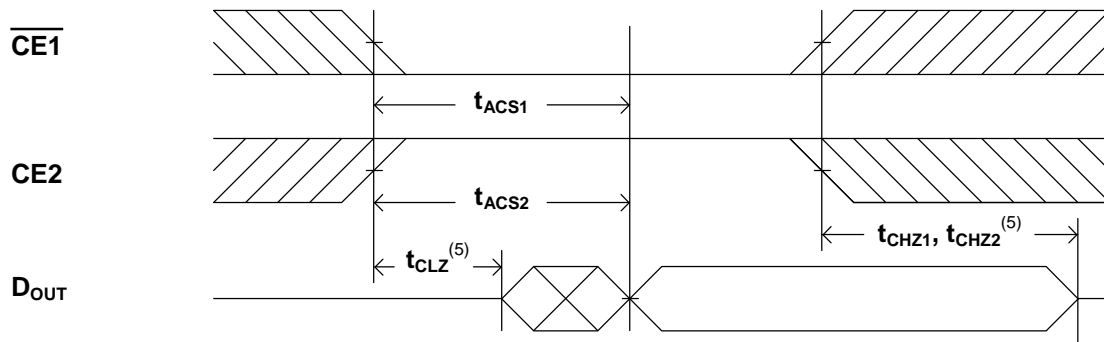 CE1
tACS1
CE2
tACS2
tCHZ1, tCHZ2(5)
tCLZ(5)
DOUT